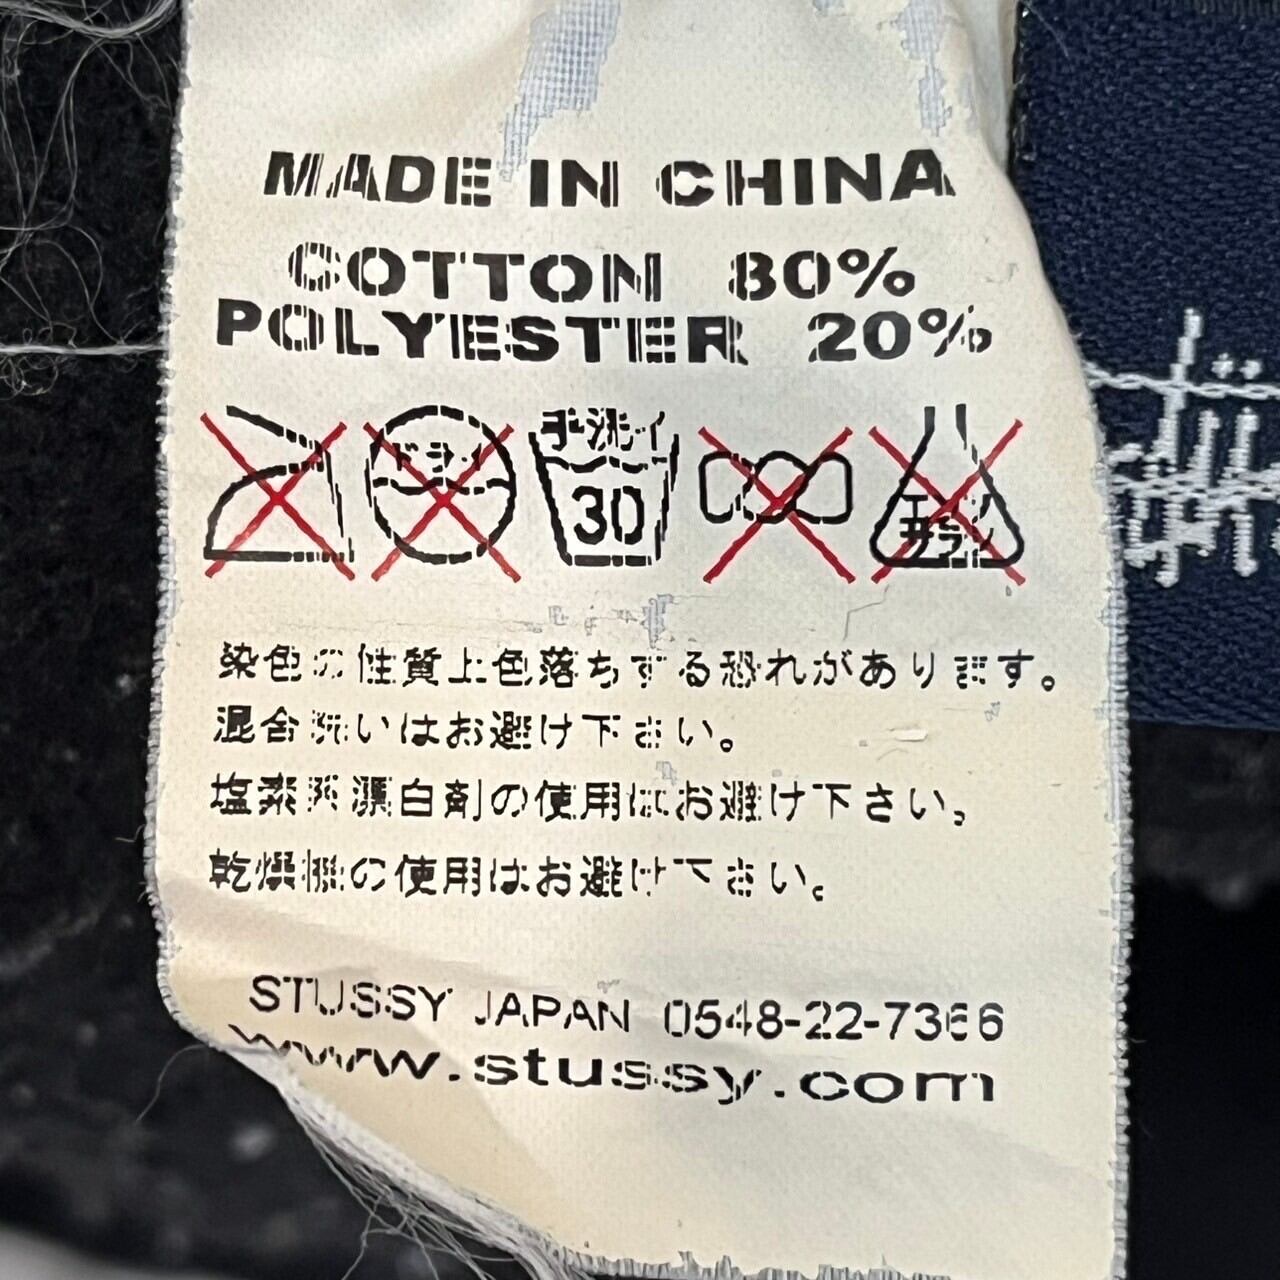 MADE IN CHINA
COTTON 80%
POLYESTER 20%
ドライ 手洗イ 30 エンソサラシ
染色の性質上色落ちする恐れがあります。
混合洗いはお避け下さい。
塩素系漂白剤の使用はお避け下さい。
乾燥機の使用はお避け下さい。
STUSSY JAPAN 0548-22-7366
www.stussy.com